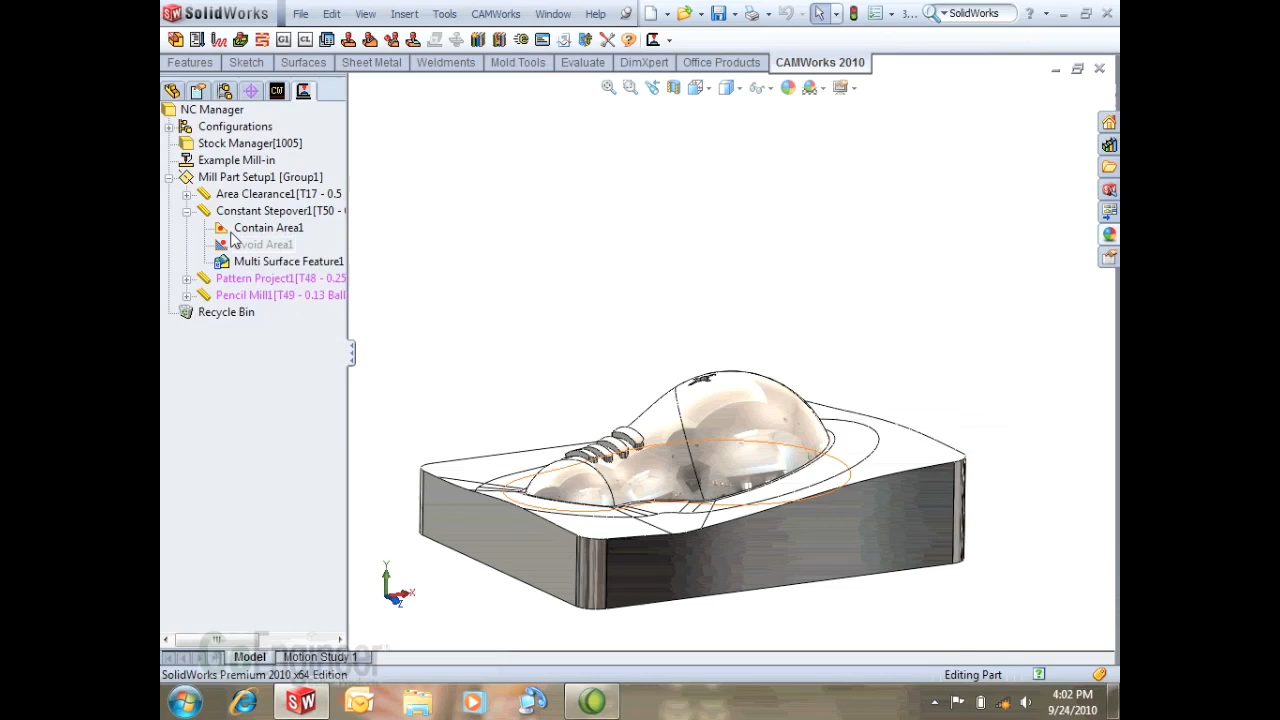 SolidWorks
File Edit View Insert Tools CAMWorks Window Help
3...
SolidWorks
Features Sketch Surfaces Sheet Metal Weldments Mold Tools Evaluate DimXpert Office Products CAMWorks 2010
NC Manager
Configurations
Stock Manager[1005]
Example Mill-in
Mill Part Setup1 [Group1]
Area Clearance1[T17 - 0.5
Constant Stepover1[T50 -
Contain Area1
void Area1
Multi Surface Feature1
Pattern Project1[T48 - 0.25
Pencil Mill1[T49 - 0.13 Ball
Recycle Bin
Y
X
Z
Model Motion Study 1
SolidWorks Premium 2010 x64 Edition
Editing Part
4:02 PM
9/24/2010